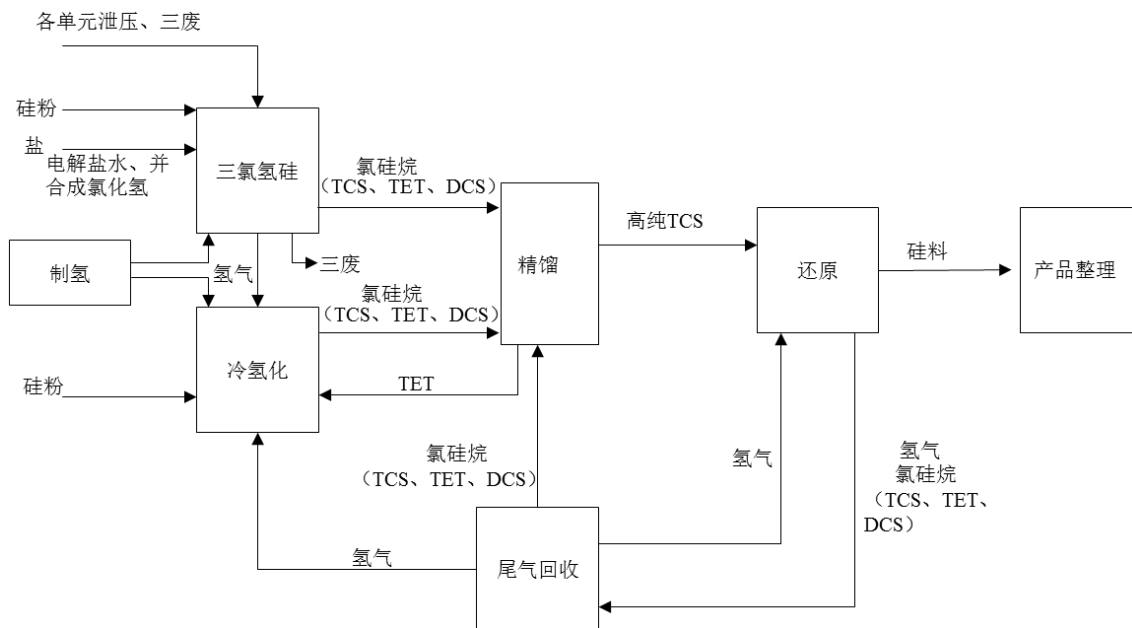 各单元泄压、三废
硅粉
盐
电解盐水、并
合成氯化氢
三氯氢硅
氯硅烷
（TCS、TET、DCS）
制氢
氢气
三废
精馏
高纯TCS
还原
硅料
产品整理
氯硅烷
（TCS、TET、DCS）
冷氢化
硅粉
TET
氯硅烷
（TCS、TET、DCS）
氢气
氢气
氯硅烷
（TCS、TET、
DCS）
氢气
尾气回收